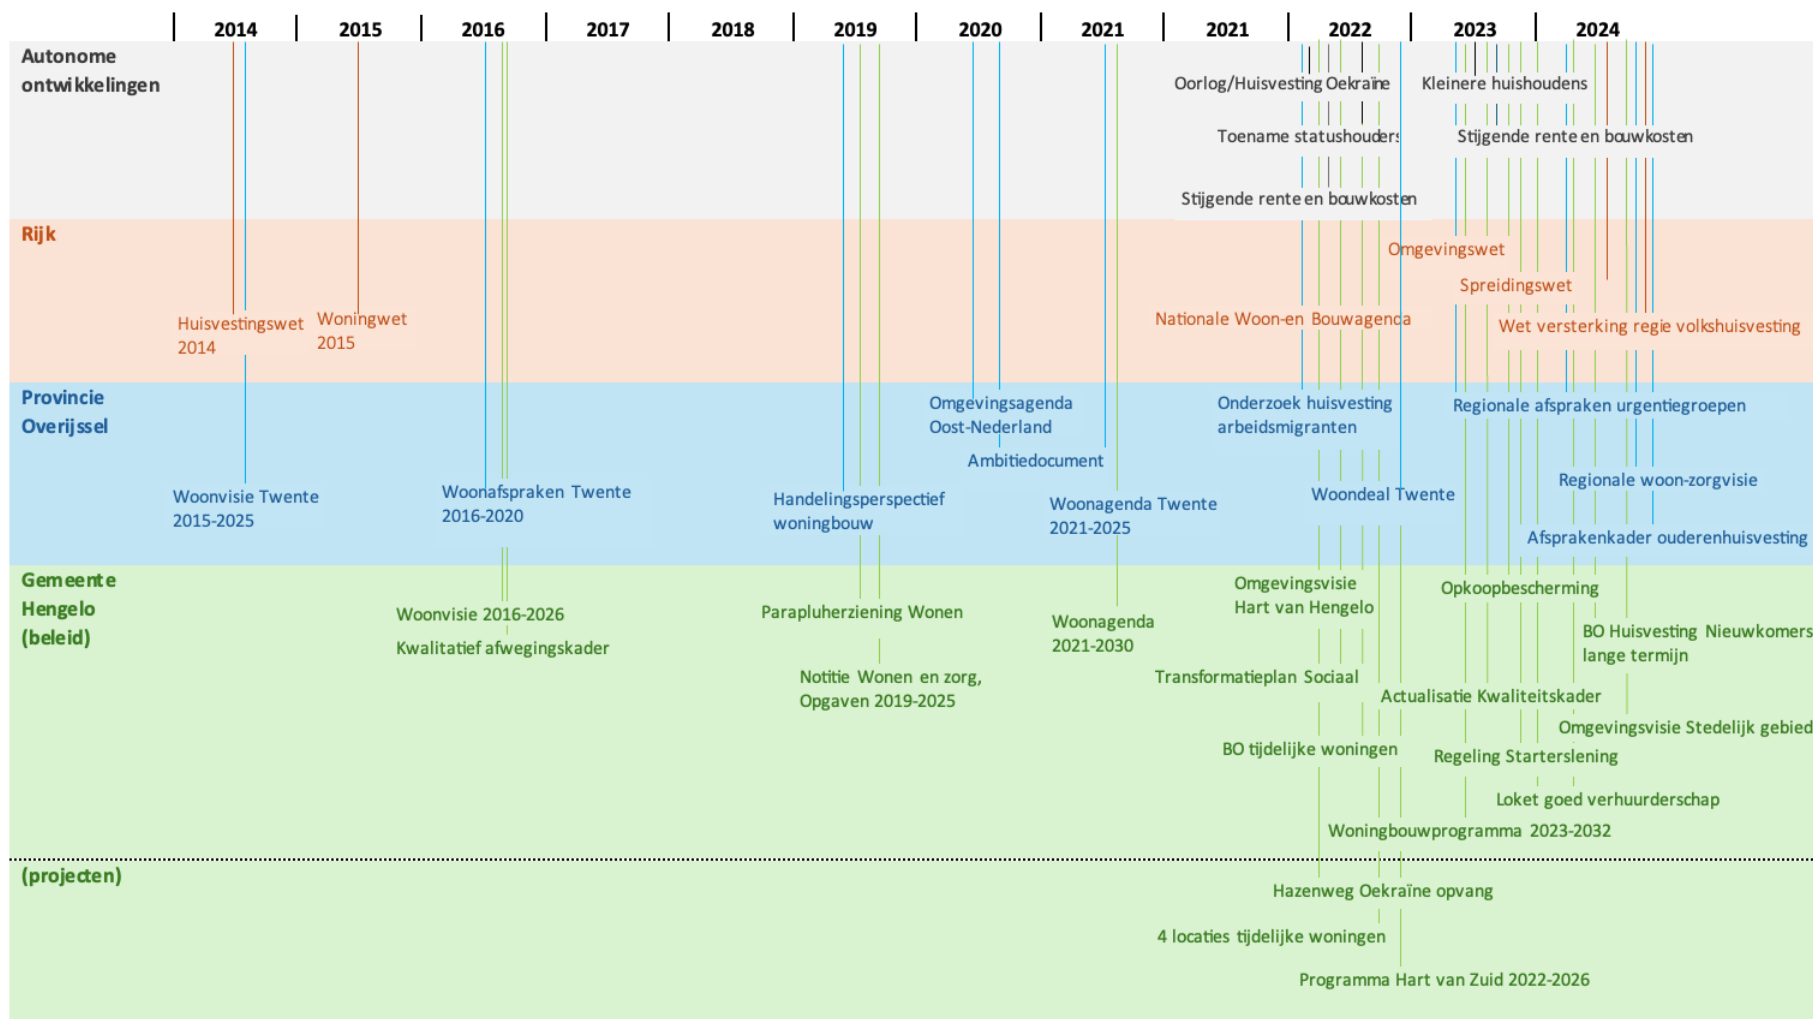 2014 2015 2016 2017 2018 2019 2020 2021 2021 2022 2023 2024
Autonome
ontwikkelingen
Oorlog/Huisvesting Oekraïne
Kleinere huishoudens
Toename statushouders
Stijgende rente en bouwkosten
Stijgende rente en bouwkosten
Rijk
Omgevingswet
Spreidingswet
Huisvestingswet
2014
Woningwet
2015
Nationale Woon-en Bouwagenda
Wet versterking regie volkshuisvesting
Provincie
Overijssel
Omgevingsagenda
Oost-Nederland
Onderzoek huisvesting
arbeidsmigranten
Regionale afspraken urgentiegroepen
Ambitiedocument
Regionale woon-zorgvisie
Woonvisie Twente
2015-2025
Woonafspraken Twente
2016-2020
Handelingsperspectief
woningbouw
Woonagenda Twente
2021-2025
Woondeal Twente
Afsprakenkader ouderenhuisvesting
Gemeente
Hengelo
(beleid)
Woonvisie 2016-2026
Kwalitatief afwegingskader
Parapluherziening Wonen
Notitie Wonen en zorg,
Opgaven 2019-2025
Woonagenda
2021-2030
Omgevingsvisie
Hart van Hengelo
Opkoopbescherming
BO Huisvesting Nieuwkomers
lange termijn
Transformatieplan Sociaal
Actualisatie Kwaliteitskader
Omgevingsvisie Stedelijk gebied
BO tijdelijke woningen
Regeling Starterslening
Loket goed verhuurderschap
Woningbouwprogramma 2023-2032
(projecten)
Hazenweg Oekraïne opvang
4 locaties tijdelijke woningen
Programma Hart van Zuid 2022-2026